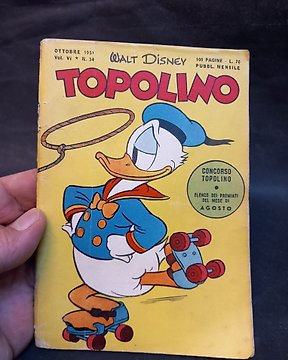 OTTOBRE 1951
Vol. VI • N. 34
WALT DISNEY
100 PAGINE - L. 70
PUBBL. MENSILE
TOPOLINO
CONCORSO
TOPOLINO
•
ELENCO DEI PREMIATI
DEL MESE DI
AGOSTO